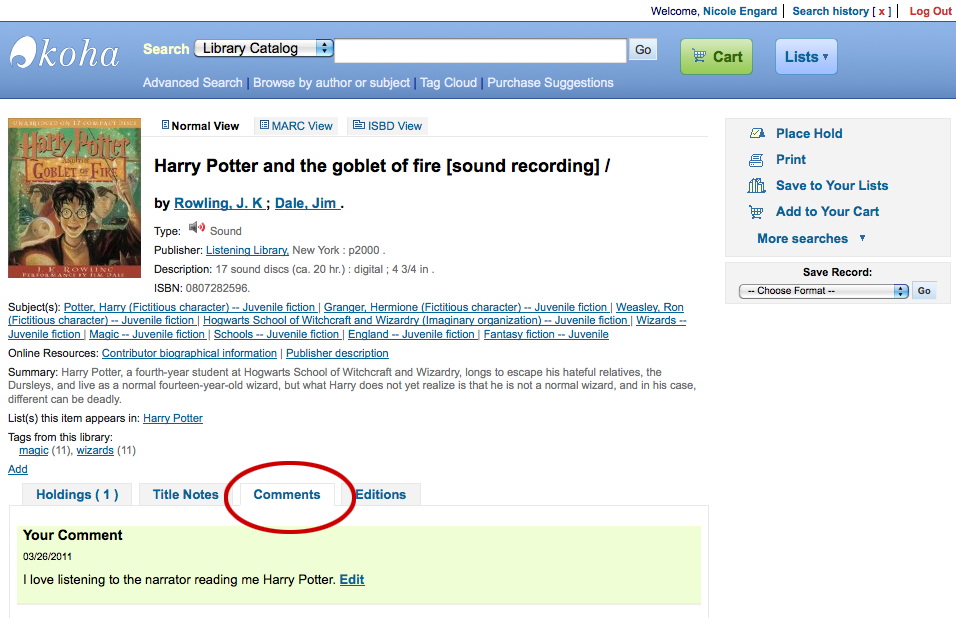 Welcome, Nicole Engard | Search history [ x ] | Log Out
koha
Search Library Catalog Go Cart Lists ▾
Advanced Search | Browse by author or subject | Tag Cloud | Purchase Suggestions
UNABRIDGED ON 17 COMPACT DISCS
Harry Potter
AND THE
GOBLET OF FIRE
J. K. ROWLING
PERFORMANCE BY JIM DALE
Normal View MARC View ISBD View
Harry Potter and the goblet of fire [sound recording] /
by Rowling, J. K ; Dale, Jim .
Type: Sound
Publisher: Listening Library, New York : p2000 .
Description: 17 sound discs (ca. 20 hr.) : digital ; 4 3/4 in .
ISBN: 0807282596.
Subject(s): Potter, Harry (Fictitious character) -- Juvenile fiction | Granger, Hermione (Fictitious character) -- Juvenile fiction | Weasley, Ron
(Fictitious character) -- Juvenile fiction | Hogwarts School of Witchcraft and Wizardry (Imaginary organization) -- Juvenile fiction | Wizards --
Juvenile fiction | Magic -- Juvenile fiction | Schools -- Juvenile fiction | England -- Juvenile fiction | Fantasy fiction -- Juvenile
Online Resources: Contributor biographical information | Publisher description
Summary: Harry Potter, a fourth-year student at Hogwarts School of Witchcraft and Wizardry, longs to escape his hateful relatives, the
Dursleys, and live as a normal fourteen-year-old wizard, but what Harry does not yet realize is that he is not a normal wizard, and in his case,
different can be deadly.
List(s) this item appears in: Harry Potter
Tags from this library:
magic (11), wizards (11)
Add
Holdings ( 1 ) Title Notes Comments Editions
Your Comment
03/26/2011
I love listening to the narrator reading me Harry Potter. Edit
Place Hold
Print
Save to Your Lists
Add to Your Cart
More searches ▼
Save Record:
-- Choose Format -- Go